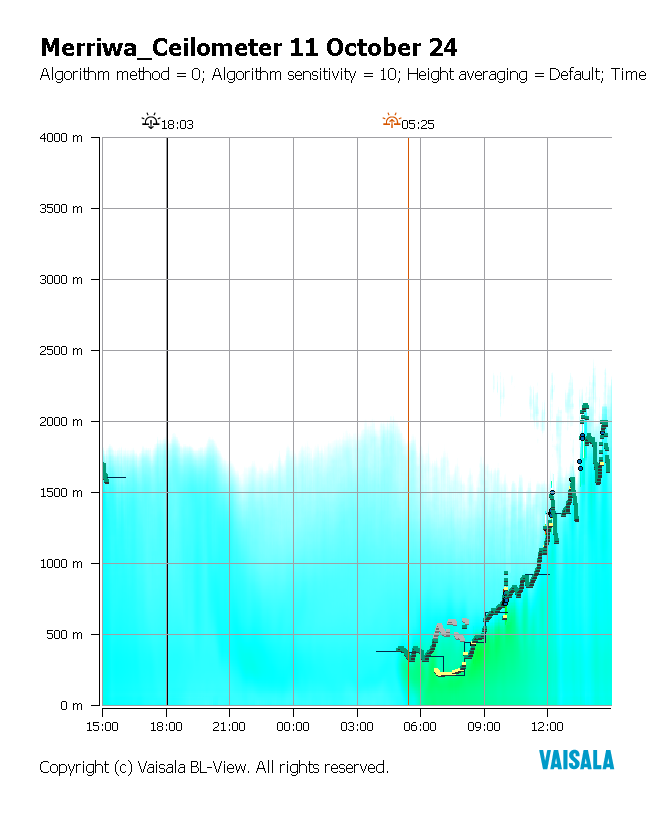 Merriwa_Ceilometer 11 October 24
Algorithm method = 0; Algorithm sensitivity = 10; Height averaging = Default; Time
18:03 05:25
4000 m
3500 m
3000 m
2500 m
2000 m
1500 m
1000 m
500 m
0 m
15:00 18:00 21:00 00:00 03:00 06:00 09:00 12:00
VAISALA
Copyright (c) Vaisala BL-View. All rights reserved.